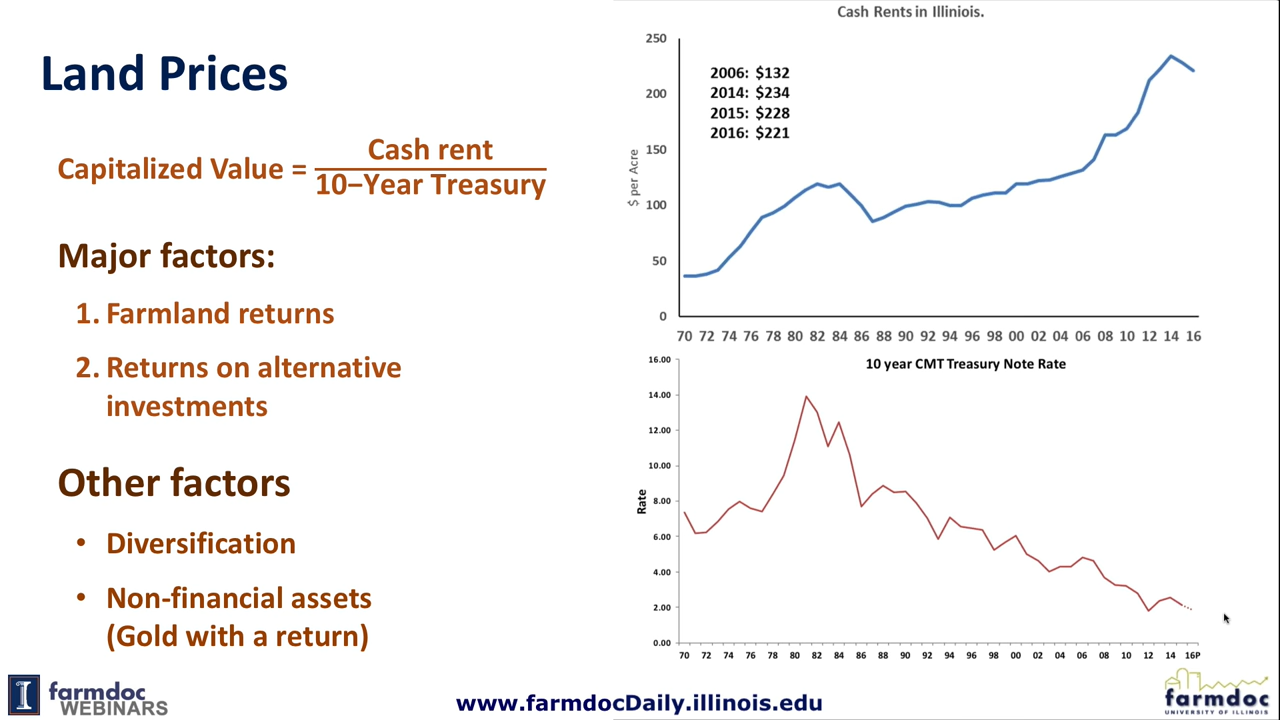 Land Prices
Capitalized Value = Cash rent
10−Year Treasury
Major factors:
1. Farmland returns
2. Returns on alternative
investments
Other factors
• Diversification
• Non-financial assets
(Gold with a return)
Cash Rents in Illiniois.
250
200
150
100
50
0
$ per Acre
2006: $132
2014: $234
2015: $228
2016: $221
70 72 74 76 78 80 82 84 86 88 90 92 94 96 98 00 02 04 06 08 10 12 14 16
10 year CMT Treasury Note Rate
16.00
14.00
12.00
10.00
8.00
6.00
4.00
2.00
0.00
Rate
70 72 74 76 78 80 82 84 86 88 90 92 94 96 98 00 02 04 06 08 10 12 14 16P
I
farmdoc
WEBINARS
www.farmdocDaily.illinois.edu
farmdoc
UNIVERSITY OF ILLINOIS